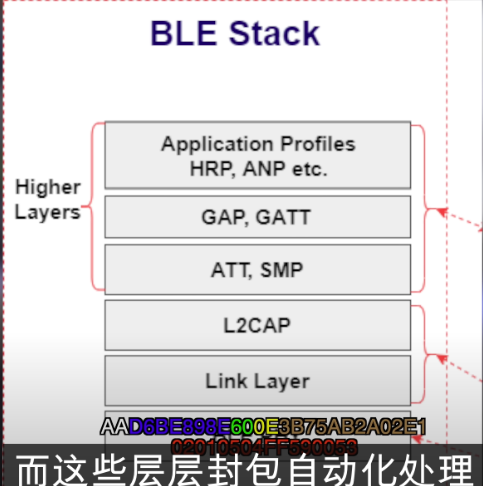 BLE Stack
Application Profiles
HRP, ANP etc.
Higher
Layers
GAP, GATT
ATT, SMP
L2CAP
Link Layer
AAD6BE898E600E3B75AB2A02E1
02010504FF590053
而这些层层封包自动化处理